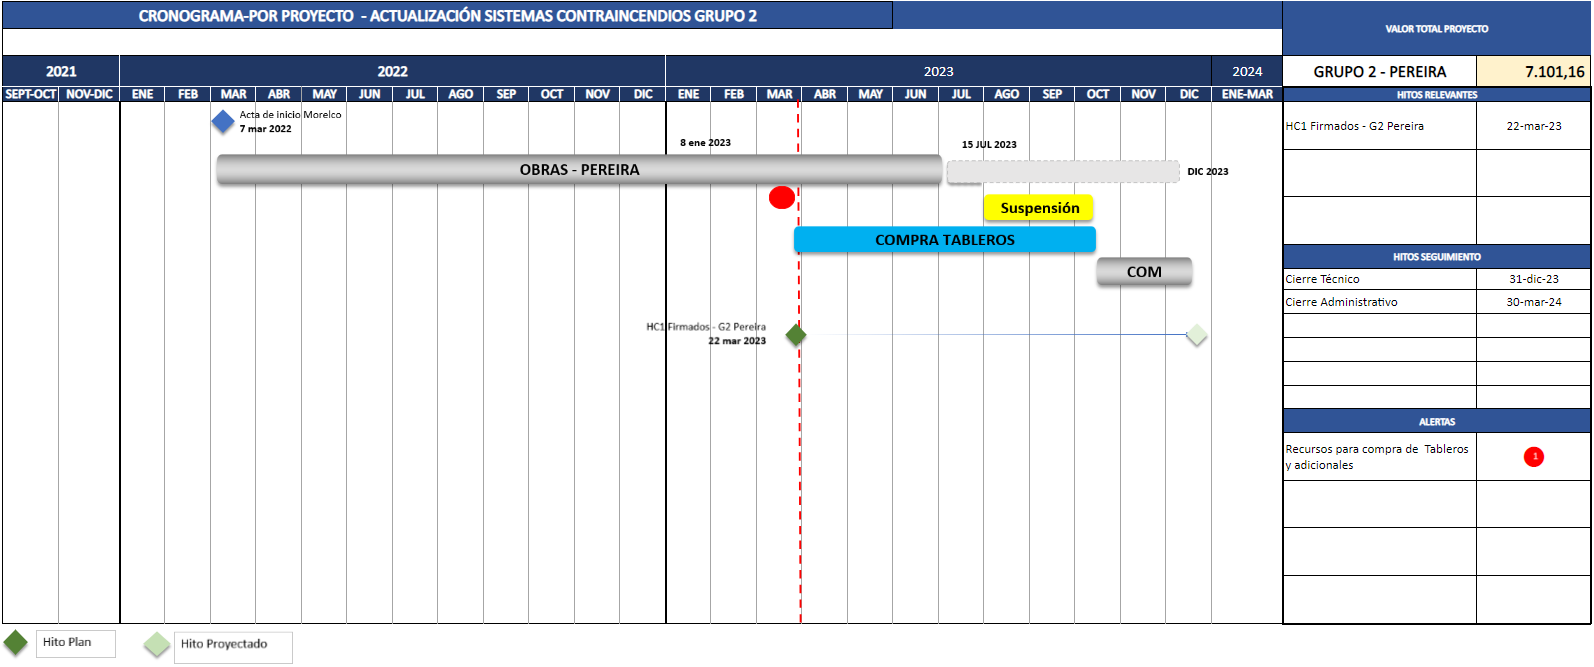 CRONOGRAMA-POR PROYECTO - ACTUALIZACIÓN SISTEMAS CONTRAINCENDIOS GRUPO 2
VALOR TOTAL PROYECTO
2021 2022 2023 2024
GRUPO 2 - PEREIRA 7.101,16
SEPT-OCT NOV-DIC ENE FEB MAR ABR MAY JUN JUL AGO SEP OCT NOV DIC ENE FEB MAR ABR MAY JUN JUL AGO SEP OCT NOV DIC ENE-MAR
HITOS RELEVANTES
HC1 Firmados - G2 Pereira 22-mar-23
Acta de inicio Morelco
7 mar 2022
8 ene 2023
15 JUL 2023
OBRAS - PEREIRA
DIC 2023
Suspensión
COMPRA TABLEROS
COM
HC1 Firmados - G2 Pereira
22 mar 2023
HITOS SEGUIMIENTO
Cierre Técnico 31-dic-23
Cierre Administrativo 30-mar-24
ALERTAS
Recursos para compra de Tableros
y adicionales
1
Hito Plan
Hito Proyectado